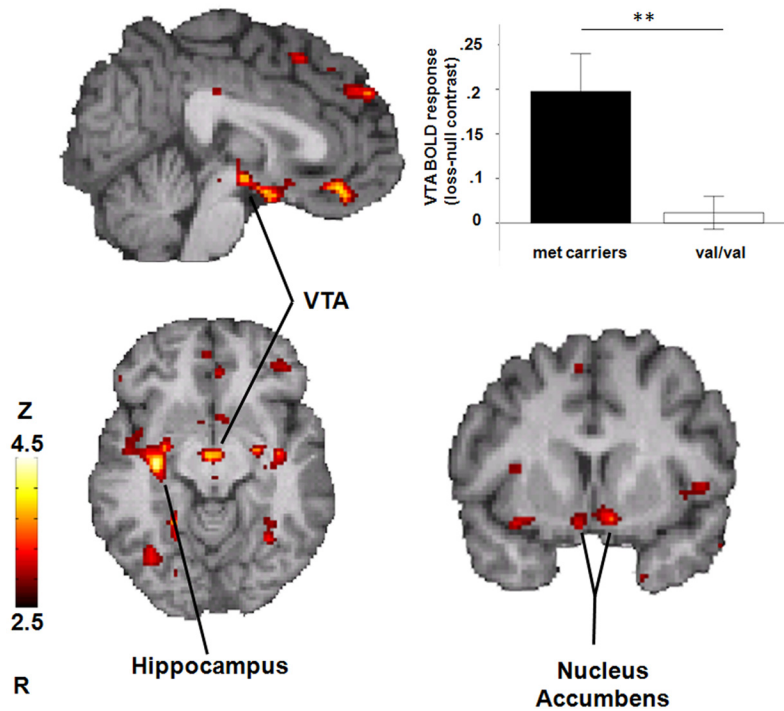 **
VTA BOLD response
(loss-null contrast)
.25
.2
.15
.1
0
met carriers
val/val
VTA
Z
4.5
2.5
R
Hippocampus
Nucleus
Accumbens